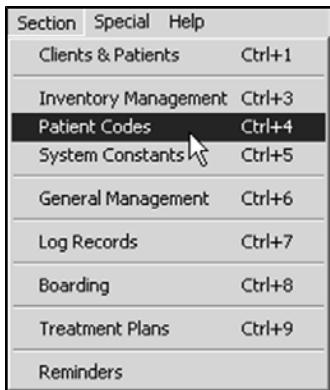 Section Special Help
Clients & Patients Ctrl+1
Inventory Management Ctrl+3
Patient Codes Ctrl+4
System Constants Ctrl+5
General Management Ctrl+6
Log Records Ctrl+7
Boarding Ctrl+8
Treatment Plans Ctrl+9
Reminders